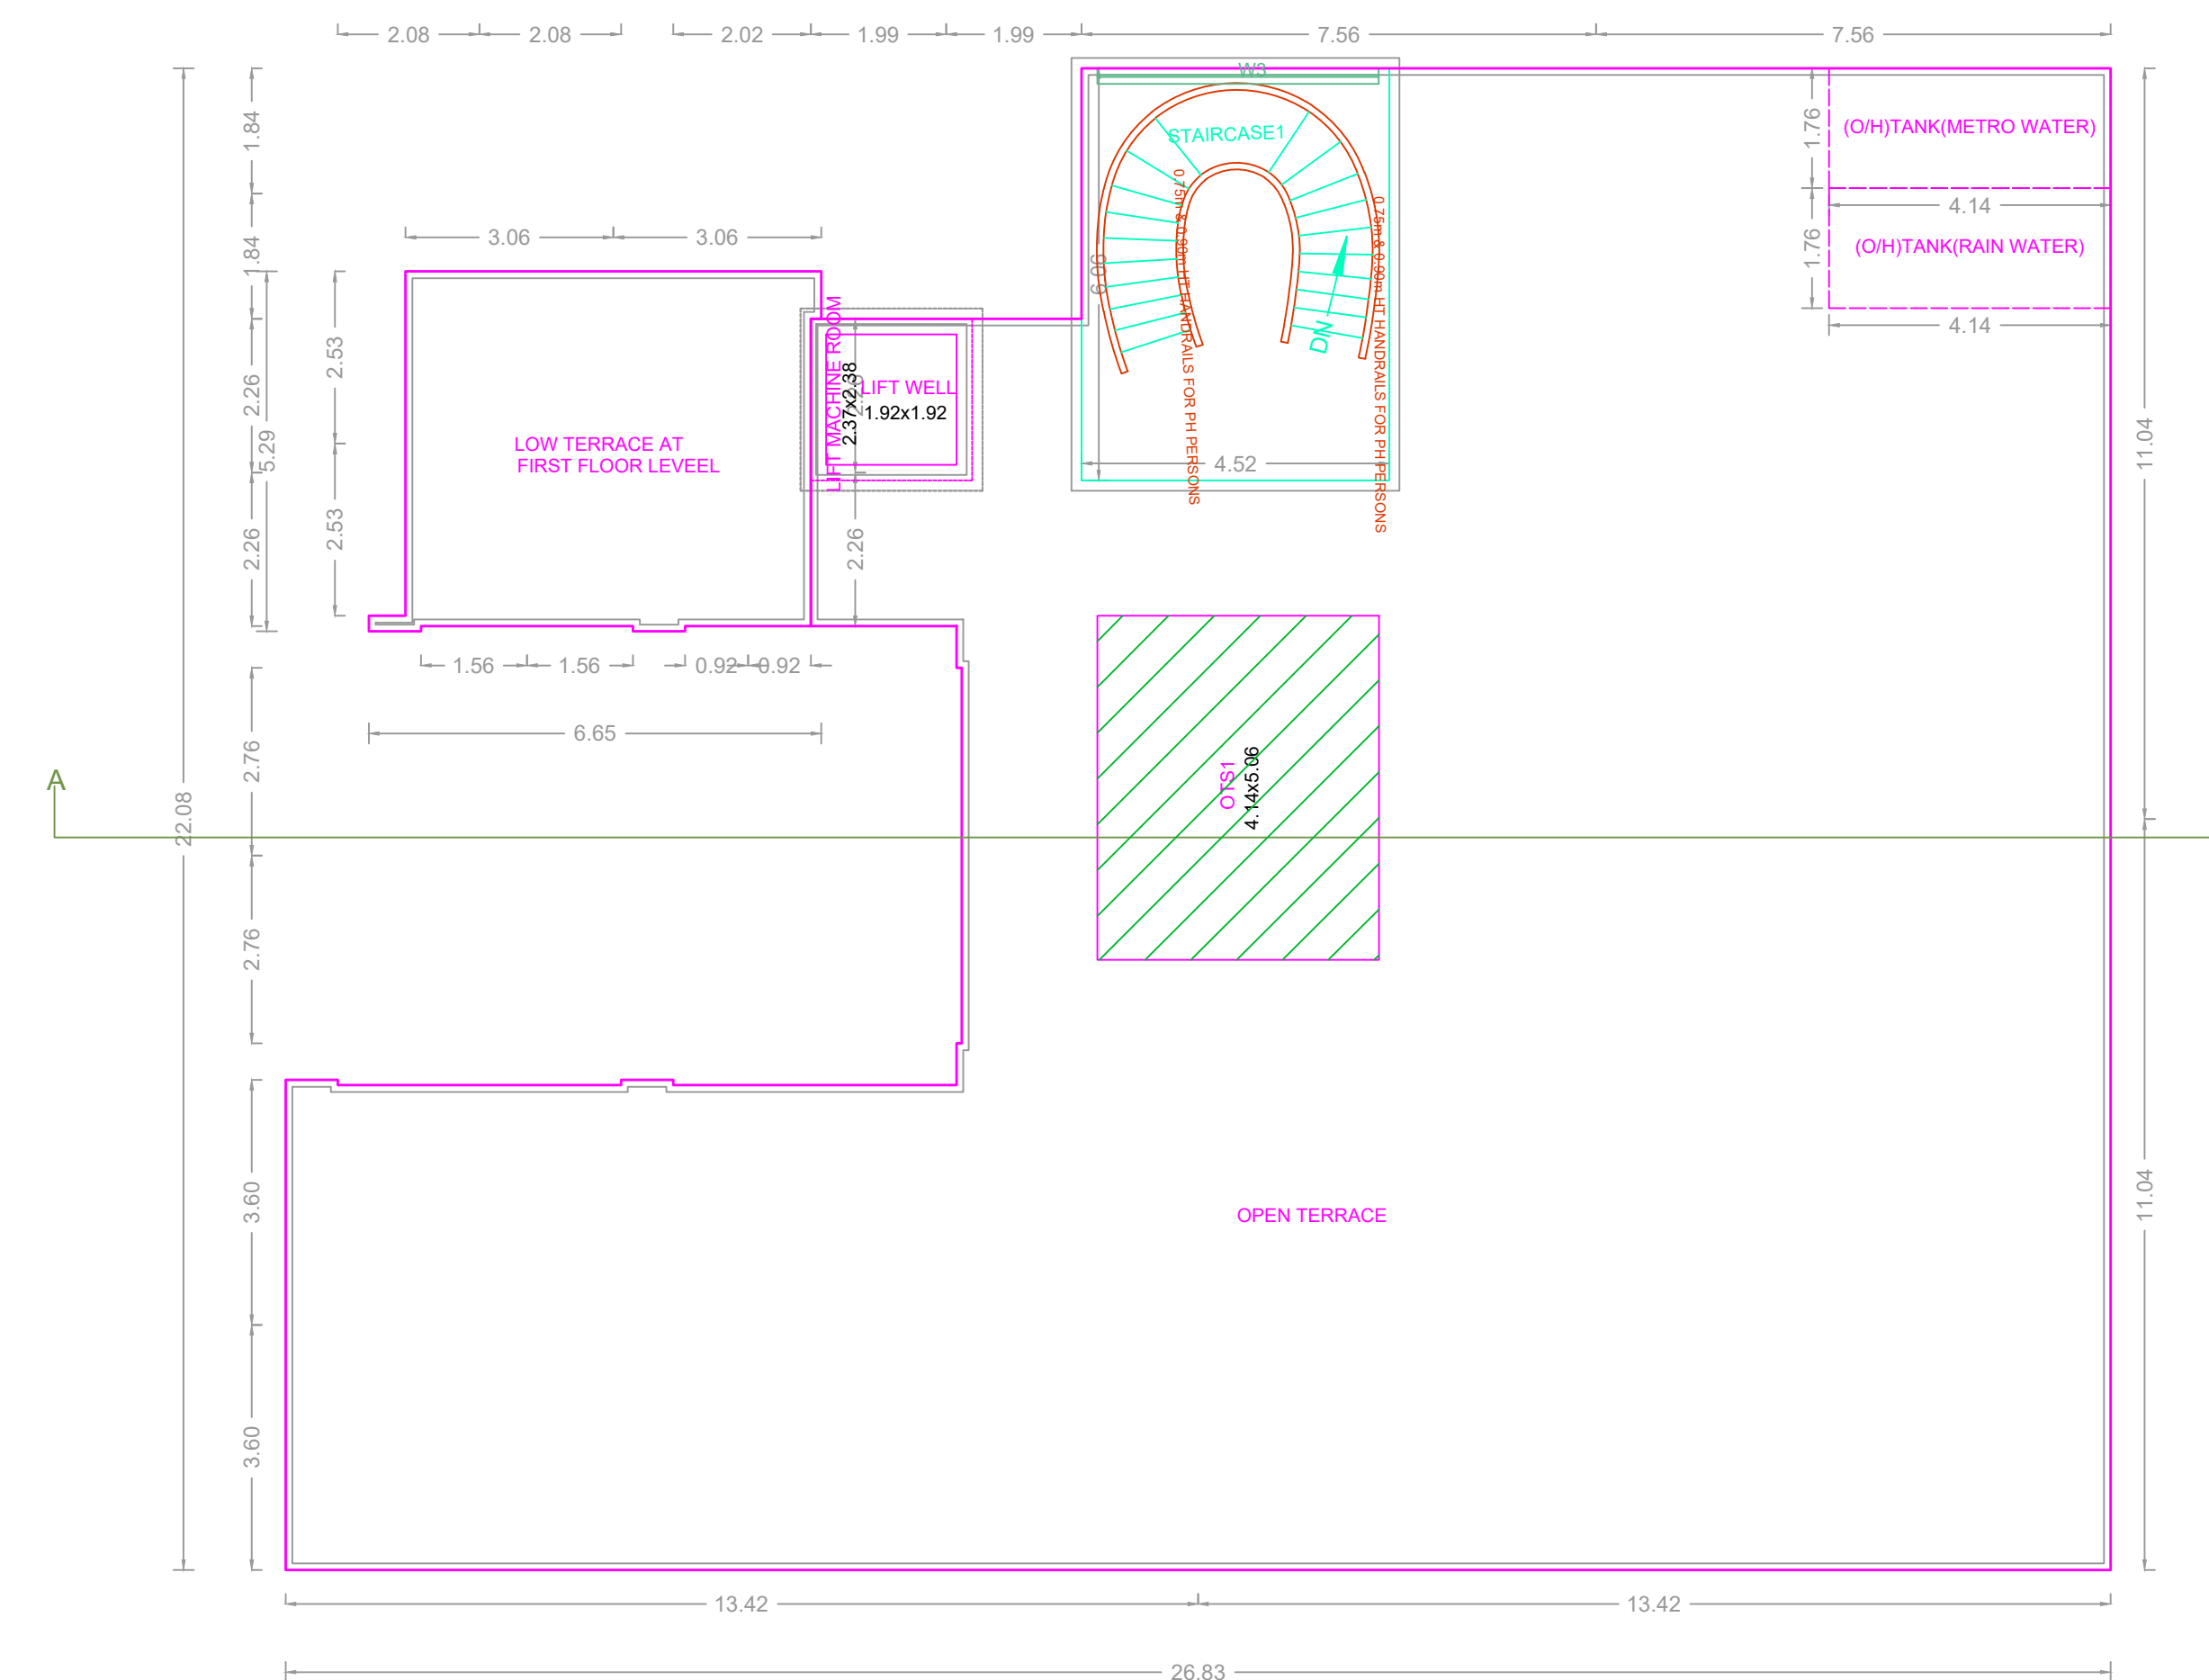 2.08
2.08
2.02
1.99
1.99
7.56
7.56
W3
STAIRCASE1
(O/H)TANK(METRO WATER)
1.76
1.84
4.14
3.06
3.06
(O/H)TANK(RAIN WATER)
1.76
1.84
6.06
4.14
0.75m & 0.90m HT HANDRAILS FOR PH PERSONS
0.75m & 0.90m HT HANDRAILS FOR PH PERSONS
DN
2.53
2.26
5.29
LIFT MACHINE ROOM
2.37x2.38
LIFT WELL
1.92x1.92
LOW TERRACE AT
FIRST FLOOR LEVEEL
4.52
11.04
2.53
2.26
2.26
1.56
1.56
0.92
0.92
6.65
2.76
A
22.08
OTS1
4.14x5.06
2.76
3.60
OPEN TERRACE
11.04
3.60
13.42
13.42
26.83